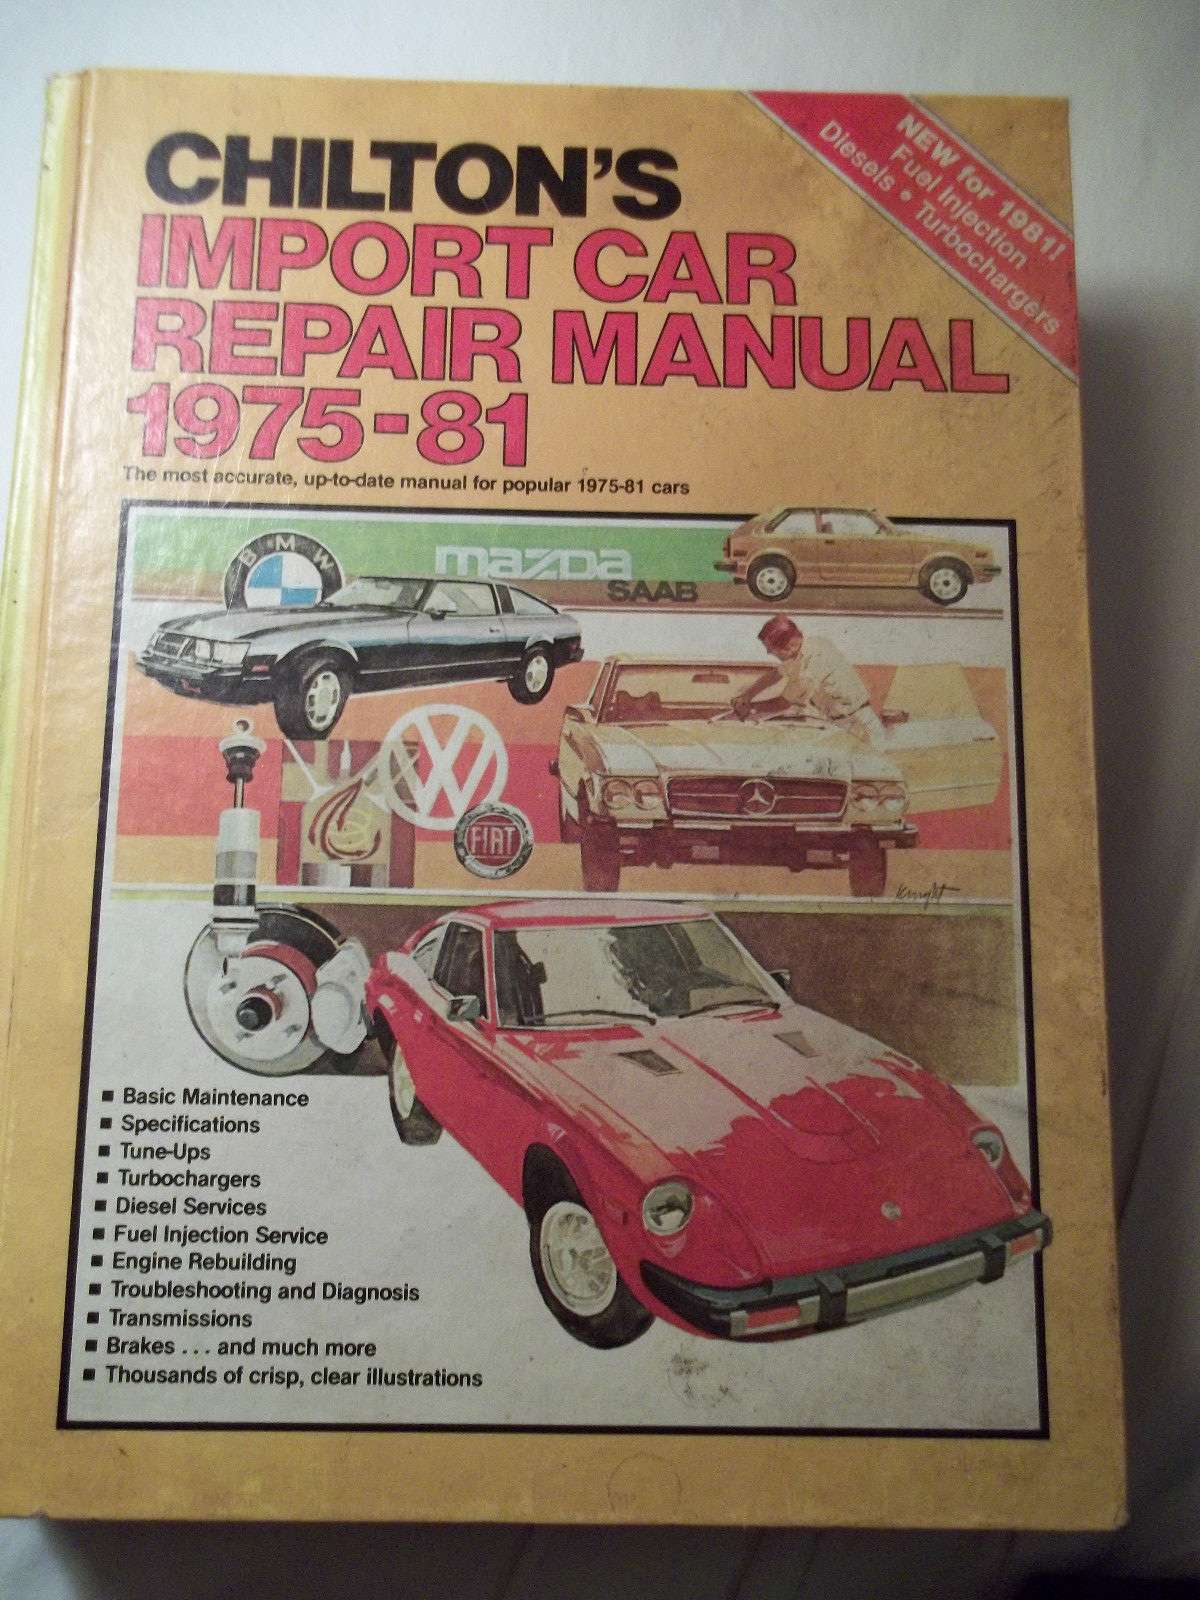 CHILTON'S
IMPORT CAR
REPAIR MANUAL
1975-81
The most accurate, up-to-date manual for popular 1975-81 cars
NEW for 1981!
Fuel Injection
Diesels • Turbochargers
BMW
mazda
SAAB
VW
FIAT
Knight
■ Basic Maintenance
■ Specifications
■ Tune-Ups
■ Turbochargers
■ Diesel Services
■ Fuel Injection Service
■ Engine Rebuilding
■ Troubleshooting and Diagnosis
■ Transmissions
■ Brakes . . . and much more
■ Thousands of crisp, clear illustrations